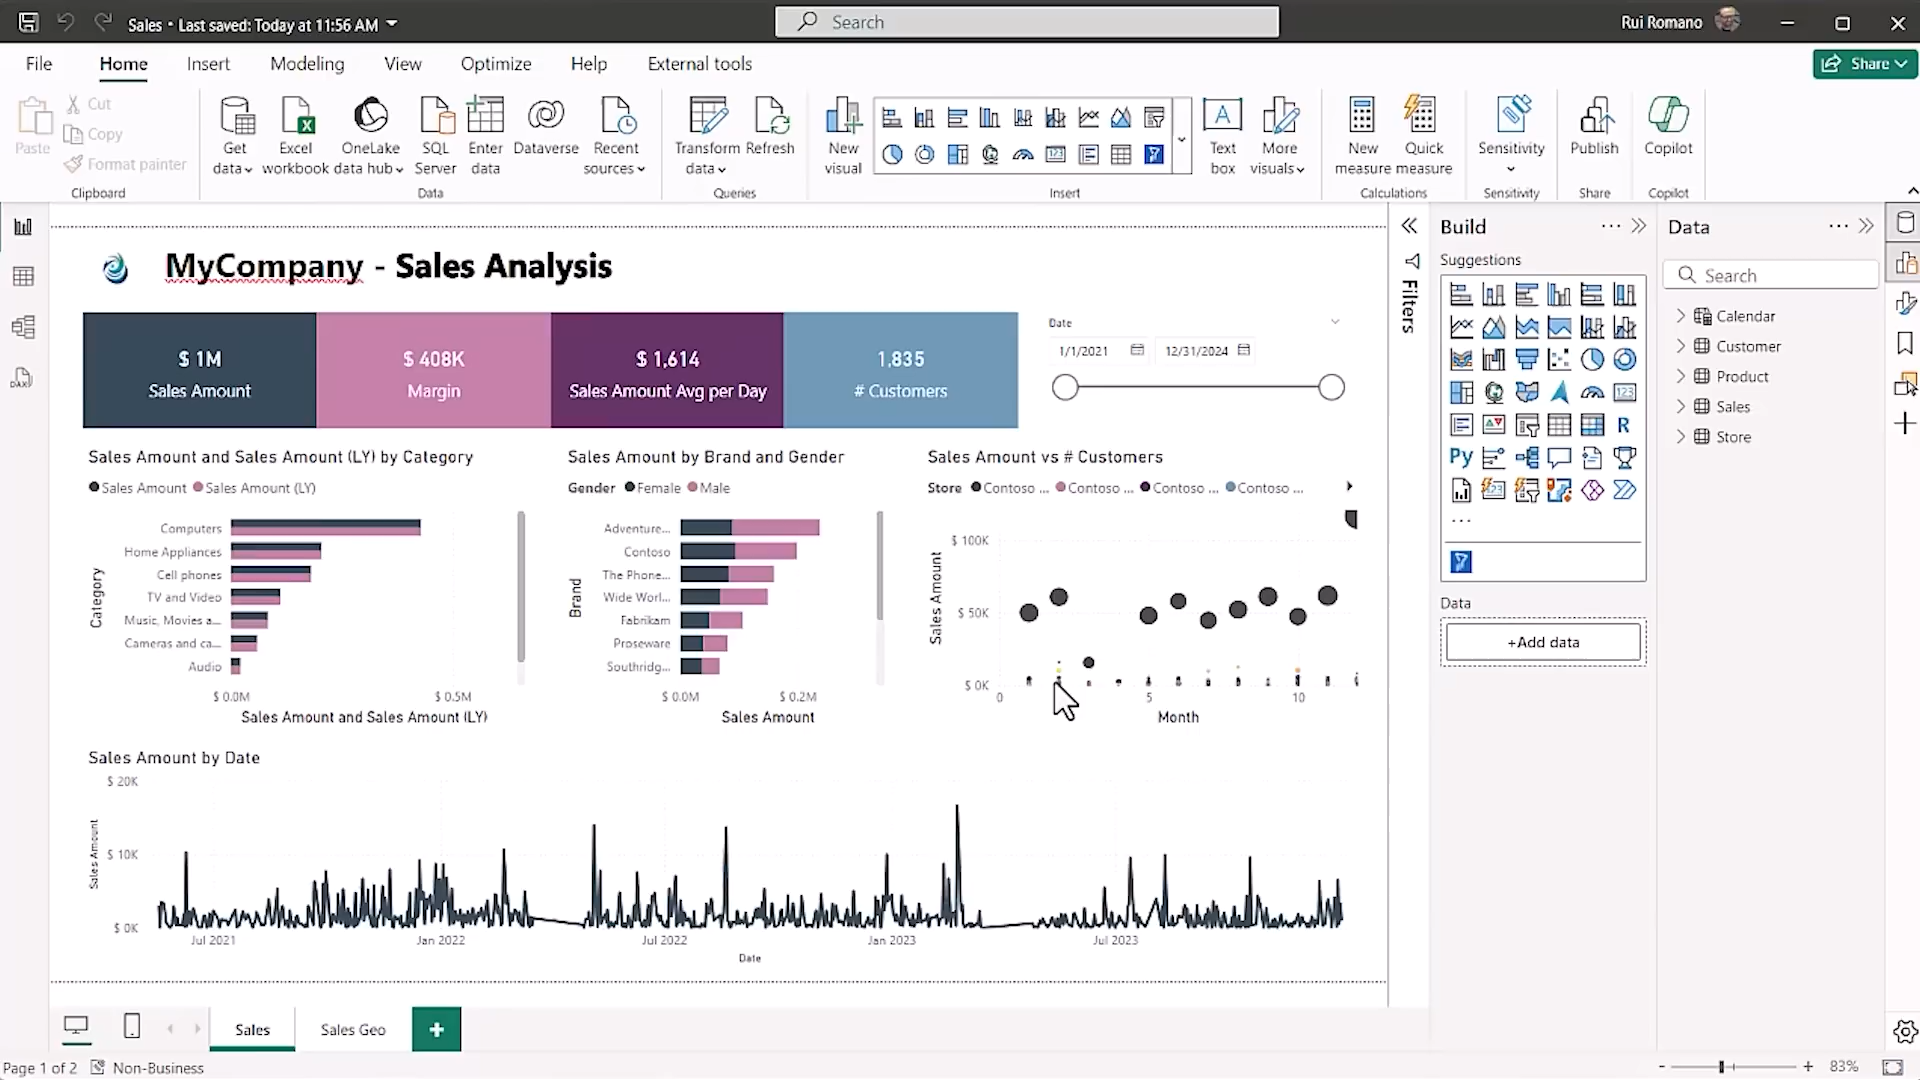 Sales • Last saved: Today at 11:56 AM
Search
Rui Romano
File Home Insert Modeling View Optimize Help External tools
Share
Paste
Cut
Copy
Format painter
Clipboard
Get data
Excel workbook
OneLake data hub
SQL Server
Enter data
Dataverse
Recent sources
Data
Transform data
Refresh
Queries
New visual
Text box
More visuals
Insert
New measure
Quick measure
Calculations
Sensitivity
Sensitivity
Publish
Share
Copilot
Copilot
MyCompany - Sales Analysis
$ 1M
Sales Amount
$ 408K
Margin
$ 1,614
Sales Amount Avg per Day
1,835
# Customers
Date
1/1/2021
12/31/2024
Sales Amount and Sales Amount (LY) by Category
Sales Amount Sales Amount (LY)
Category
Computers
Home Appliances
Cell phones
TV and Video
Music, Movies a...
Cameras and ca...
Audio
$ 0.0M $ 0.5M
Sales Amount and Sales Amount (LY)
Sales Amount by Brand and Gender
Gender Female Male
Brand
Adventure...
Contoso
The Phone...
Wide Worl...
Fabrikam
Proseware
Southridg...
$ 0.0M $ 0.2M
Sales Amount
Sales Amount vs # Customers
Store Contoso ... Contoso ... Contoso ... Contoso ...
Sales Amount
$ 100K
$ 50K
$ 0K
0 5 10
Month
Sales Amount by Date
Sales Amount
$ 20K
$ 10K
$ 0K
Jul 2021 Jan 2022 Jul 2022 Jan 2023 Jul 2023
Date
Filters
Build
Suggestions
123
R
Py
...
Data
+Add data
Data
Search
Calendar
Customer
Product
Sales
Store
DAX
Sales
Sales Geo
+
Page 1 of 2
Non-Business
- + 83%